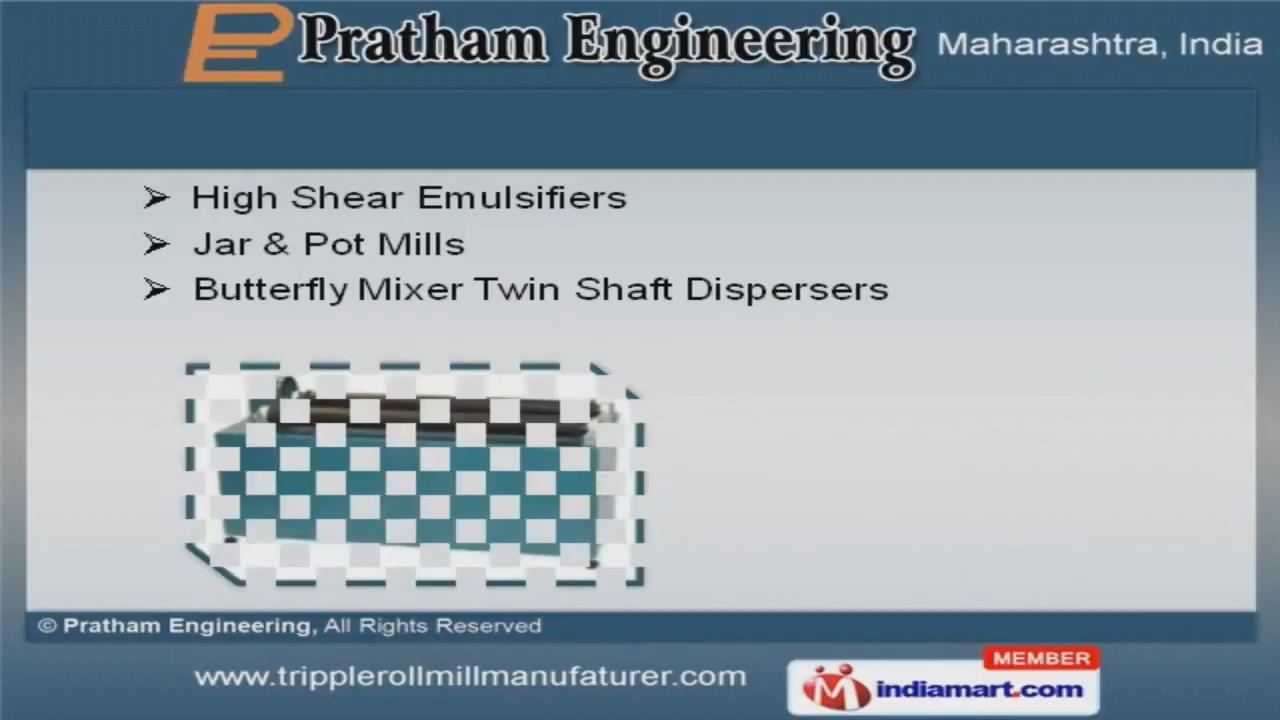 Pratham Engineering
Maharashtra, India
➢ High Shear Emulsifiers
➢ Jar & Pot Mills
➢ Butterfly Mixer Twin Shaft Dispersers
© Pratham Engineering, All Rights Reserved
www.tripplerollmillmanufaturer.com
MEMBER
indiamart.com